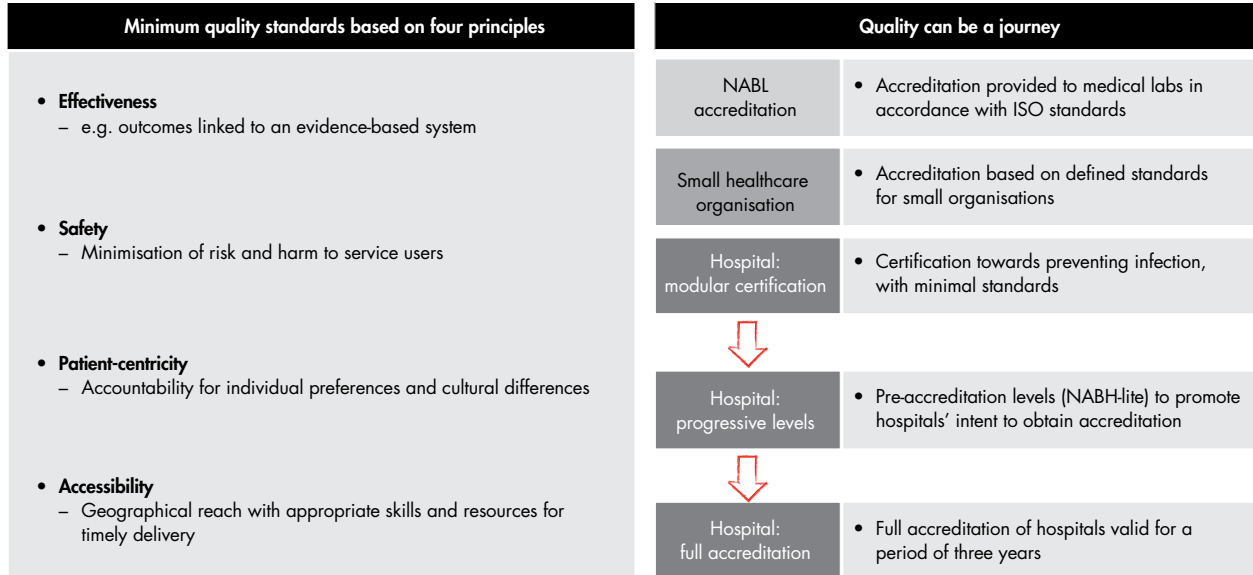 Minimum quality standards based on four principles
• Effectiveness
– e.g. outcomes linked to an evidence-based system
• Safety
– Minimisation of risk and harm to service users
• Patient-centricity
– Accountability for individual preferences and cultural differences
• Accessibility
– Geographical reach with appropriate skills and resources for
timely delivery
Quality can be a journey
NABL
accreditation
• Accreditation provided to medical labs in
accordance with ISO standards
Small healthcare
organisation
• Accreditation based on defined standards
for small organisations
Hospital:
modular certification
• Certification towards preventing infection,
with minimal standards
Hospital:
progressive levels
• Pre-accreditation levels (NABH-lite) to promote
hospitals’ intent to obtain accreditation
Hospital:
full accreditation
• Full accreditation of hospitals valid for a
period of three years